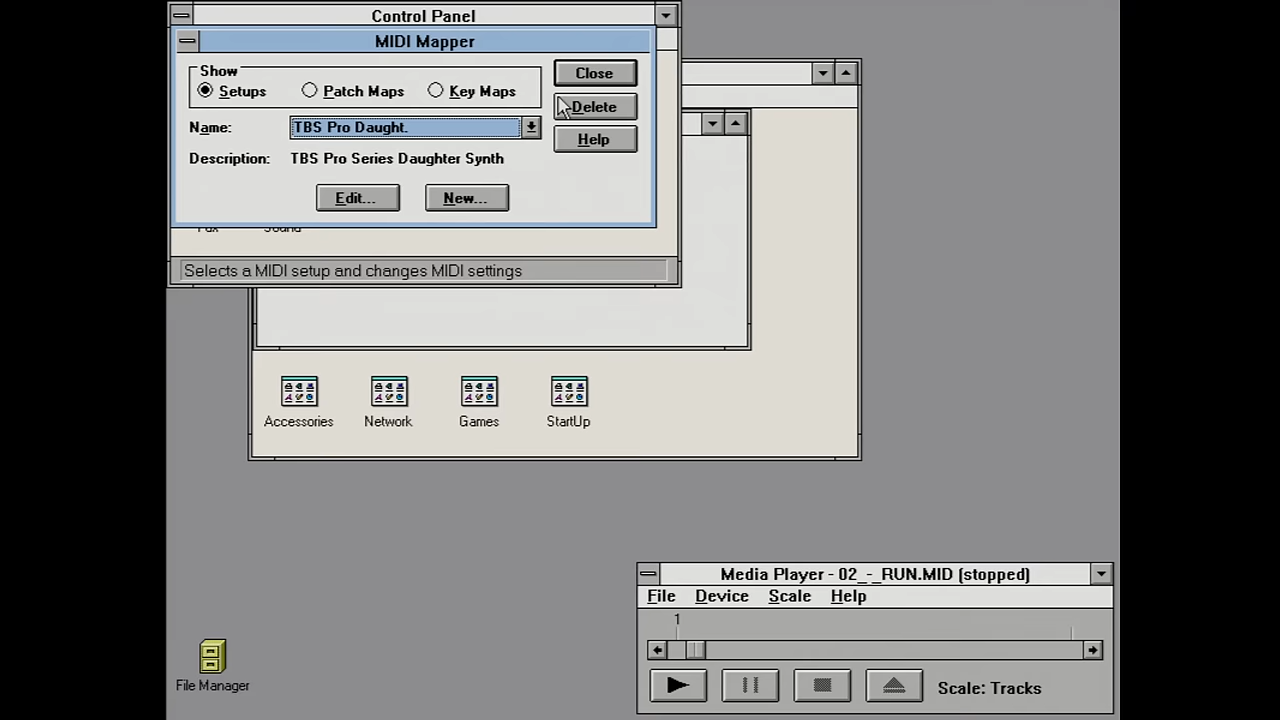 Control Panel
MIDI Mapper
Show
Setups
Patch Maps
Key Maps
Close
Delete
Help
Name:
TBS Pro Daught.
Description:
TBS Pro Series Daughter Synth
Edit...
New...
Fax
Sound
Selects a MIDI setup and changes MIDI settings
Accessories
Network
Games
StartUp
Media Player - 02_-_RUN.MID (stopped)
File
Device
Scale
Help
1
Scale: Tracks
File Manager